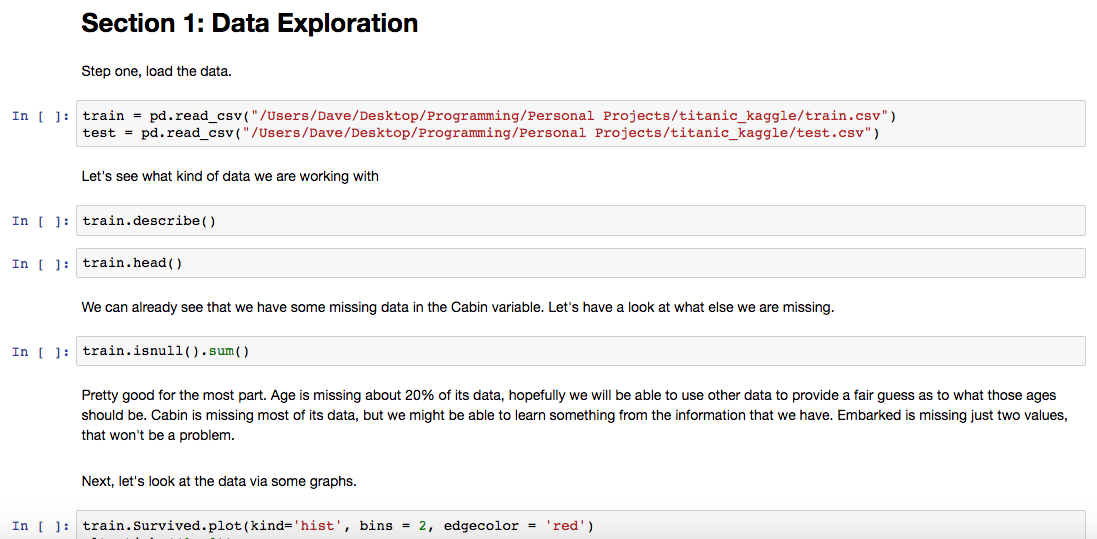 Section 1: Data Exploration
Step one, load the data.
In [ ]: train = pd.read_csv("/Users/Dave/Desktop/Programming/Personal Projects/titanic_kaggle/train.csv")
test = pd.read_csv("/Users/Dave/Desktop/Programming/Personal Projects/titanic_kaggle/test.csv")
Let's see what kind of data we are working with
In [ ]: train.describe()
In [ ]: train.head()
We can already see that we have some missing data in the Cabin variable. Let's have a look at what else we are missing.
In [ ]: train.isnull().sum()
Pretty good for the most part. Age is missing about 20% of its data, hopefully we will be able to use other data to provide a fair guess as to what those ages
should be. Cabin is missing most of its data, but we might be able to learn something from the information that we have. Embarked is missing just two values,
that won't be a problem.
Next, let's look at the data via some graphs.
In [ ]: train.Survived.plot(kind='hist', bins = 2, edgecolor = 'red')